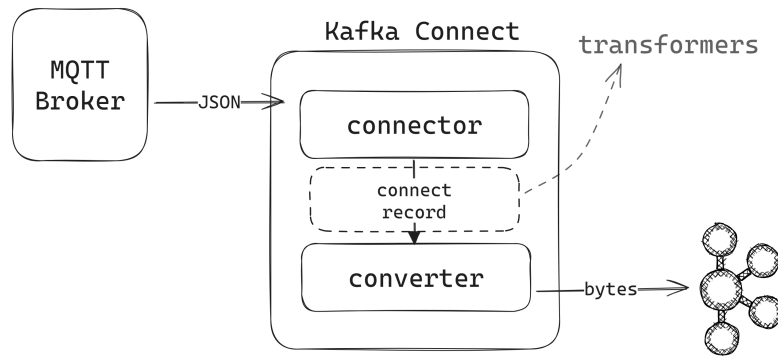 Kafka Connect
transformers
MQTT
Broker
JSON
connector
connect
record
converter
bytes